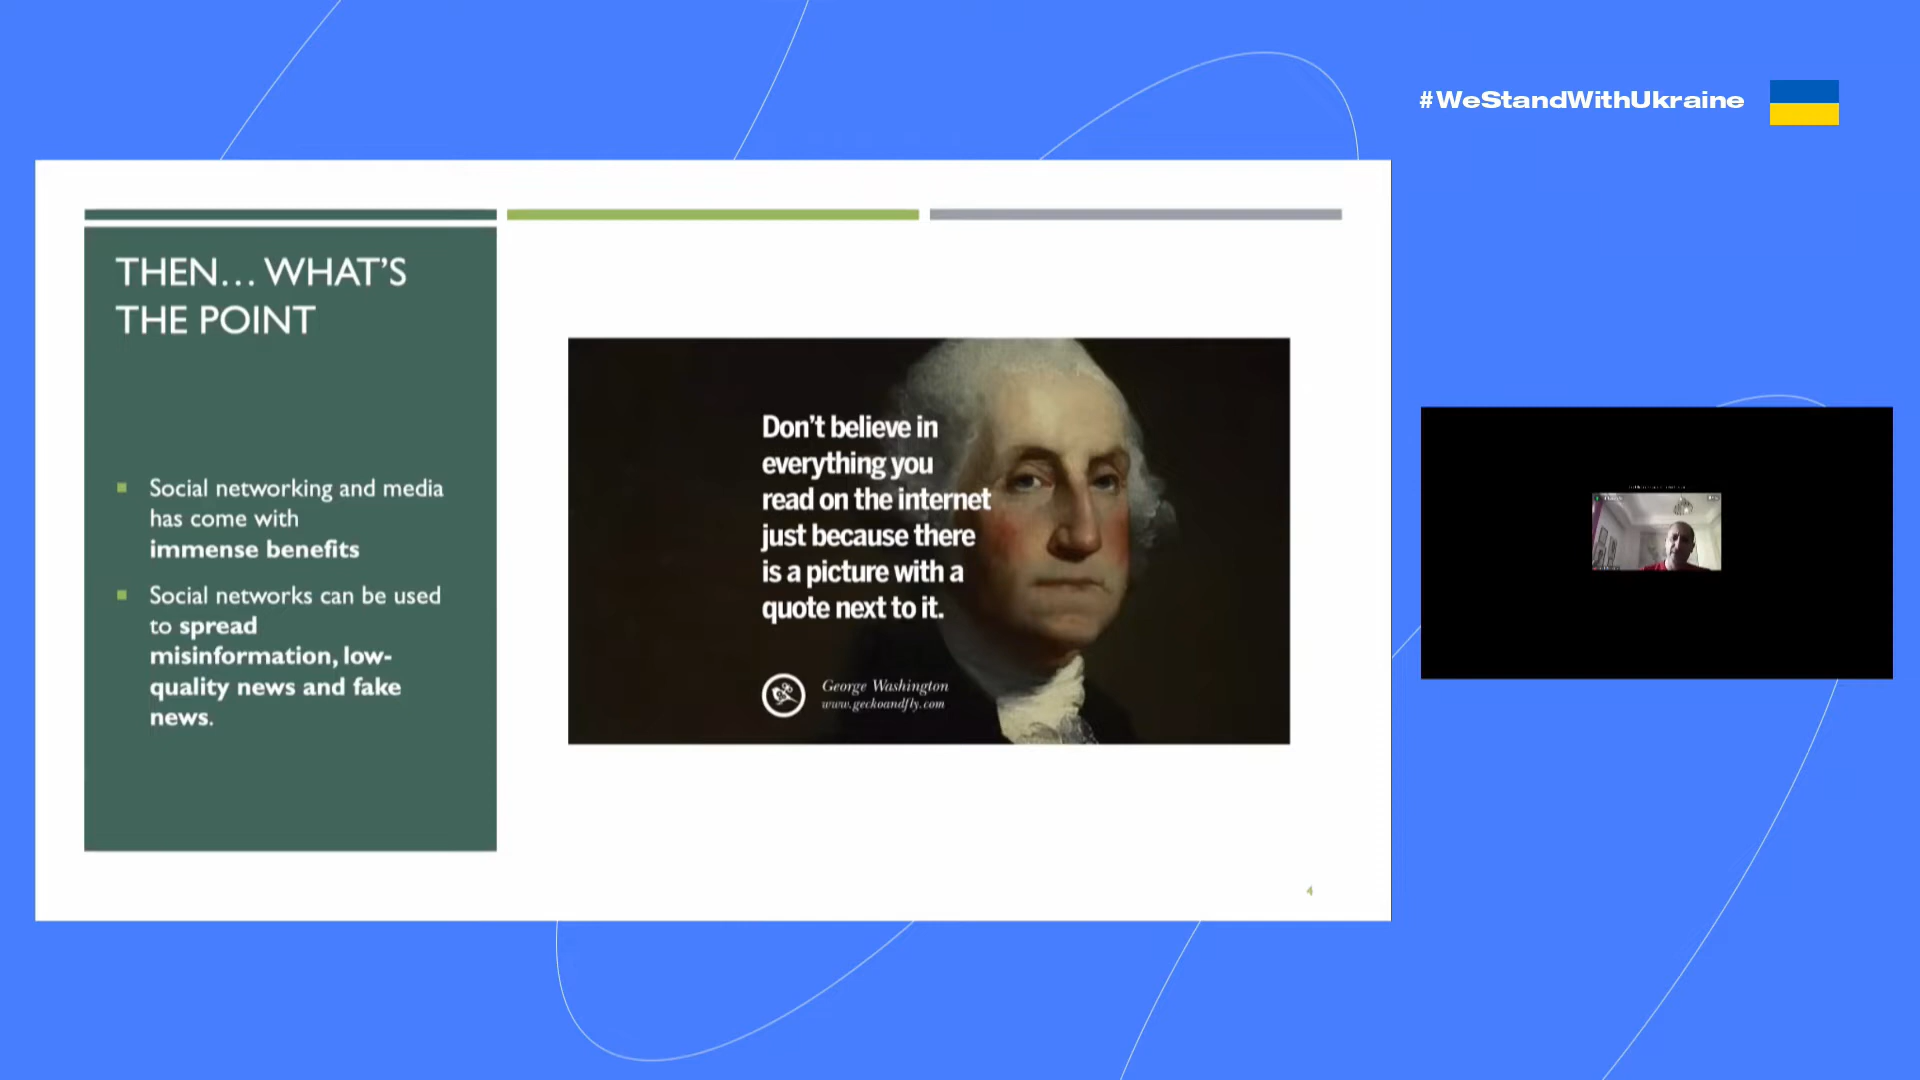 #WeStandWithUkraine
THEN... WHAT'S
THE POINT
Social networking and media
has come with
immense benefits
Social networks can be used
to spread
misinformation, low-
quality news and fake
news.
Don't believe in
everything you
read on the internet
just because there
is a picture with a
quote next to it.
George Washington
www.geckoandfly.com
4